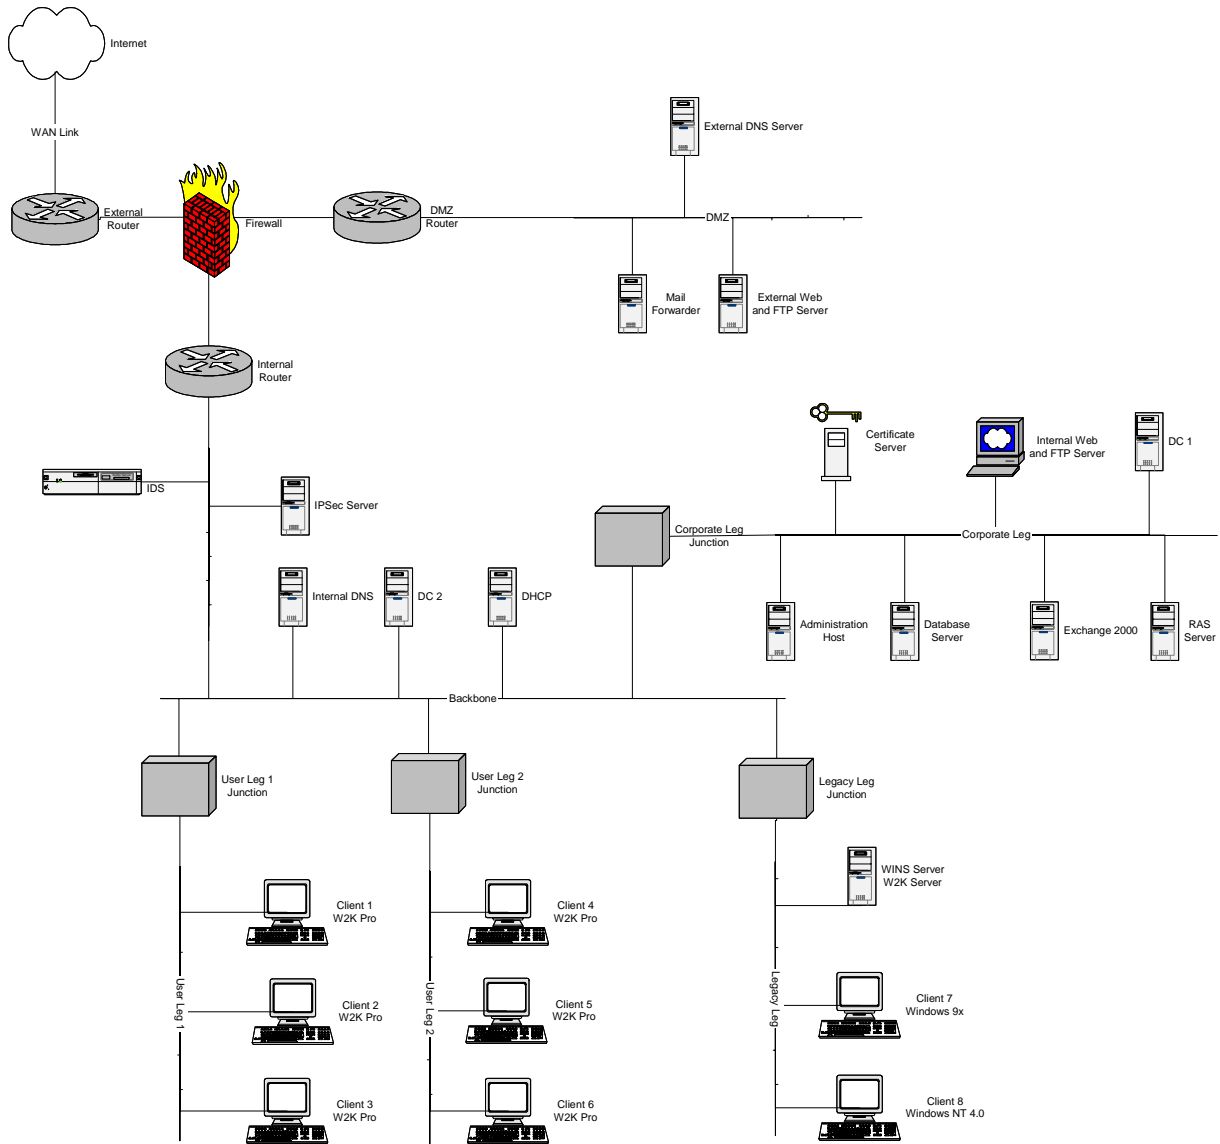 Internet
WAN Link
External DNS Server
External
Router
Firewall
DMZ
Router
DMZ
Mail
Forwarder
External Web
and FTP Server
Internal
Router
Certificate
Server
Internal Web
and FTP Server
DC 1
IDS
IPSec Server
Corporate Leg
Junction
Corporate Leg
Internal DNS
DC 2
DHCP
Administration
Host
Database
Server
Exchange 2000
RAS
Server
Backbone
User Leg 1
Junction
User Leg 2
Junction
Legacy Leg
Junction
WINS Server
W2K Server
Client 1
W2K Pro
Client 4
W2K Pro
User Leg 1
Client 2
W2K Pro
User Leg 2
Client 5
W2K Pro
Legacy Leg
Client 7
Windows 9x
Client 3
W2K Pro
Client 6
W2K Pro
Client 8
Windows NT 4.0